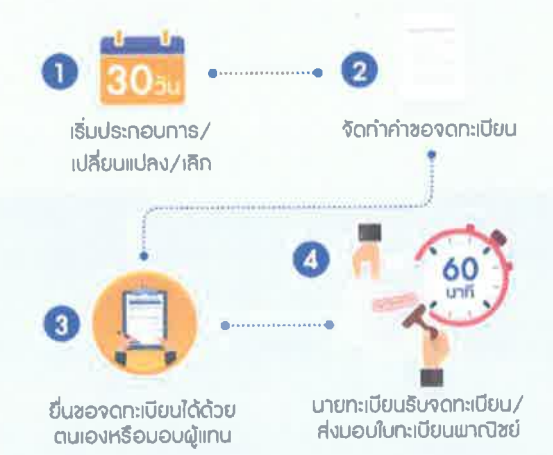 1
30วัน
เริ่มประกอบการ/
เปลี่ยนแปลง/เลิก
2
จัดทำคำขอจดทะเบียน
3
ยื่นขอจดทะเบียนได้ด้วย
ตนเองหรือมอบผู้แทน
4
60
นาที
นายทะเบียนรับจดทะเบียน/
ส่งมอบใบทะเบียนพาณิชย์